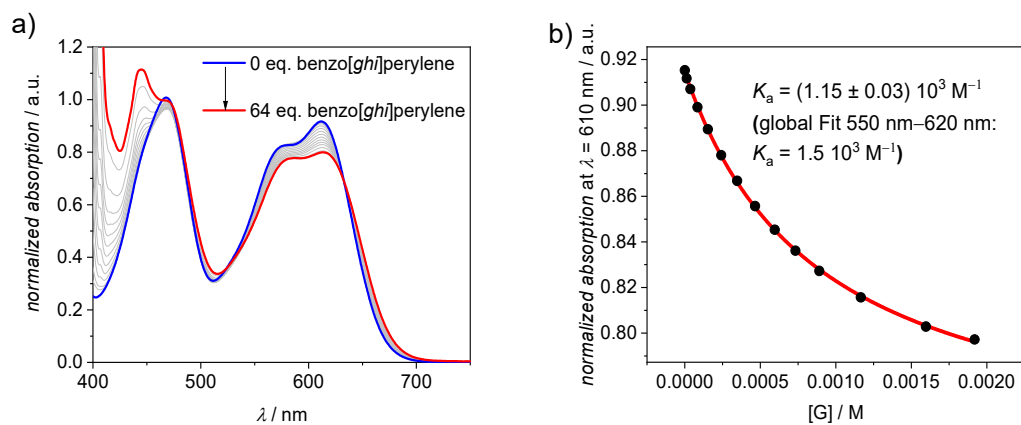 a)
0 eq. benzo[ghi]perylene
64 eq. benzo[ghi]perylene
normalized absorption / a.u.
1.2
1.0
0.8
0.6
0.4
0.2
0.0
400 500 600 700
λ / nm
b)
Kₐ = (1.15 ± 0.03) 10³ M⁻¹
(global Fit 550 nm–620 nm:
Kₐ = 1.5 10³ M⁻¹)
normalized absorption at λ = 610 nm / a.u.
0.92
0.90
0.88
0.86
0.84
0.82
0.80
0.0000 0.0005 0.0010 0.0015 0.0020
[G] / M